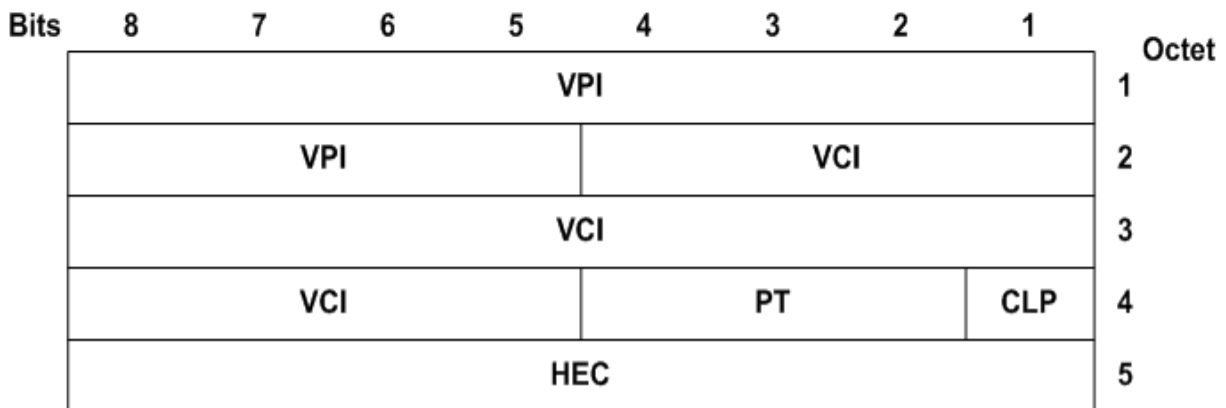 Bits 8 7 6 5 4 3 2 1 Octet
VPI 1
VPI VCI 2
VCI 3
VCI PT CLP 4
HEC 5